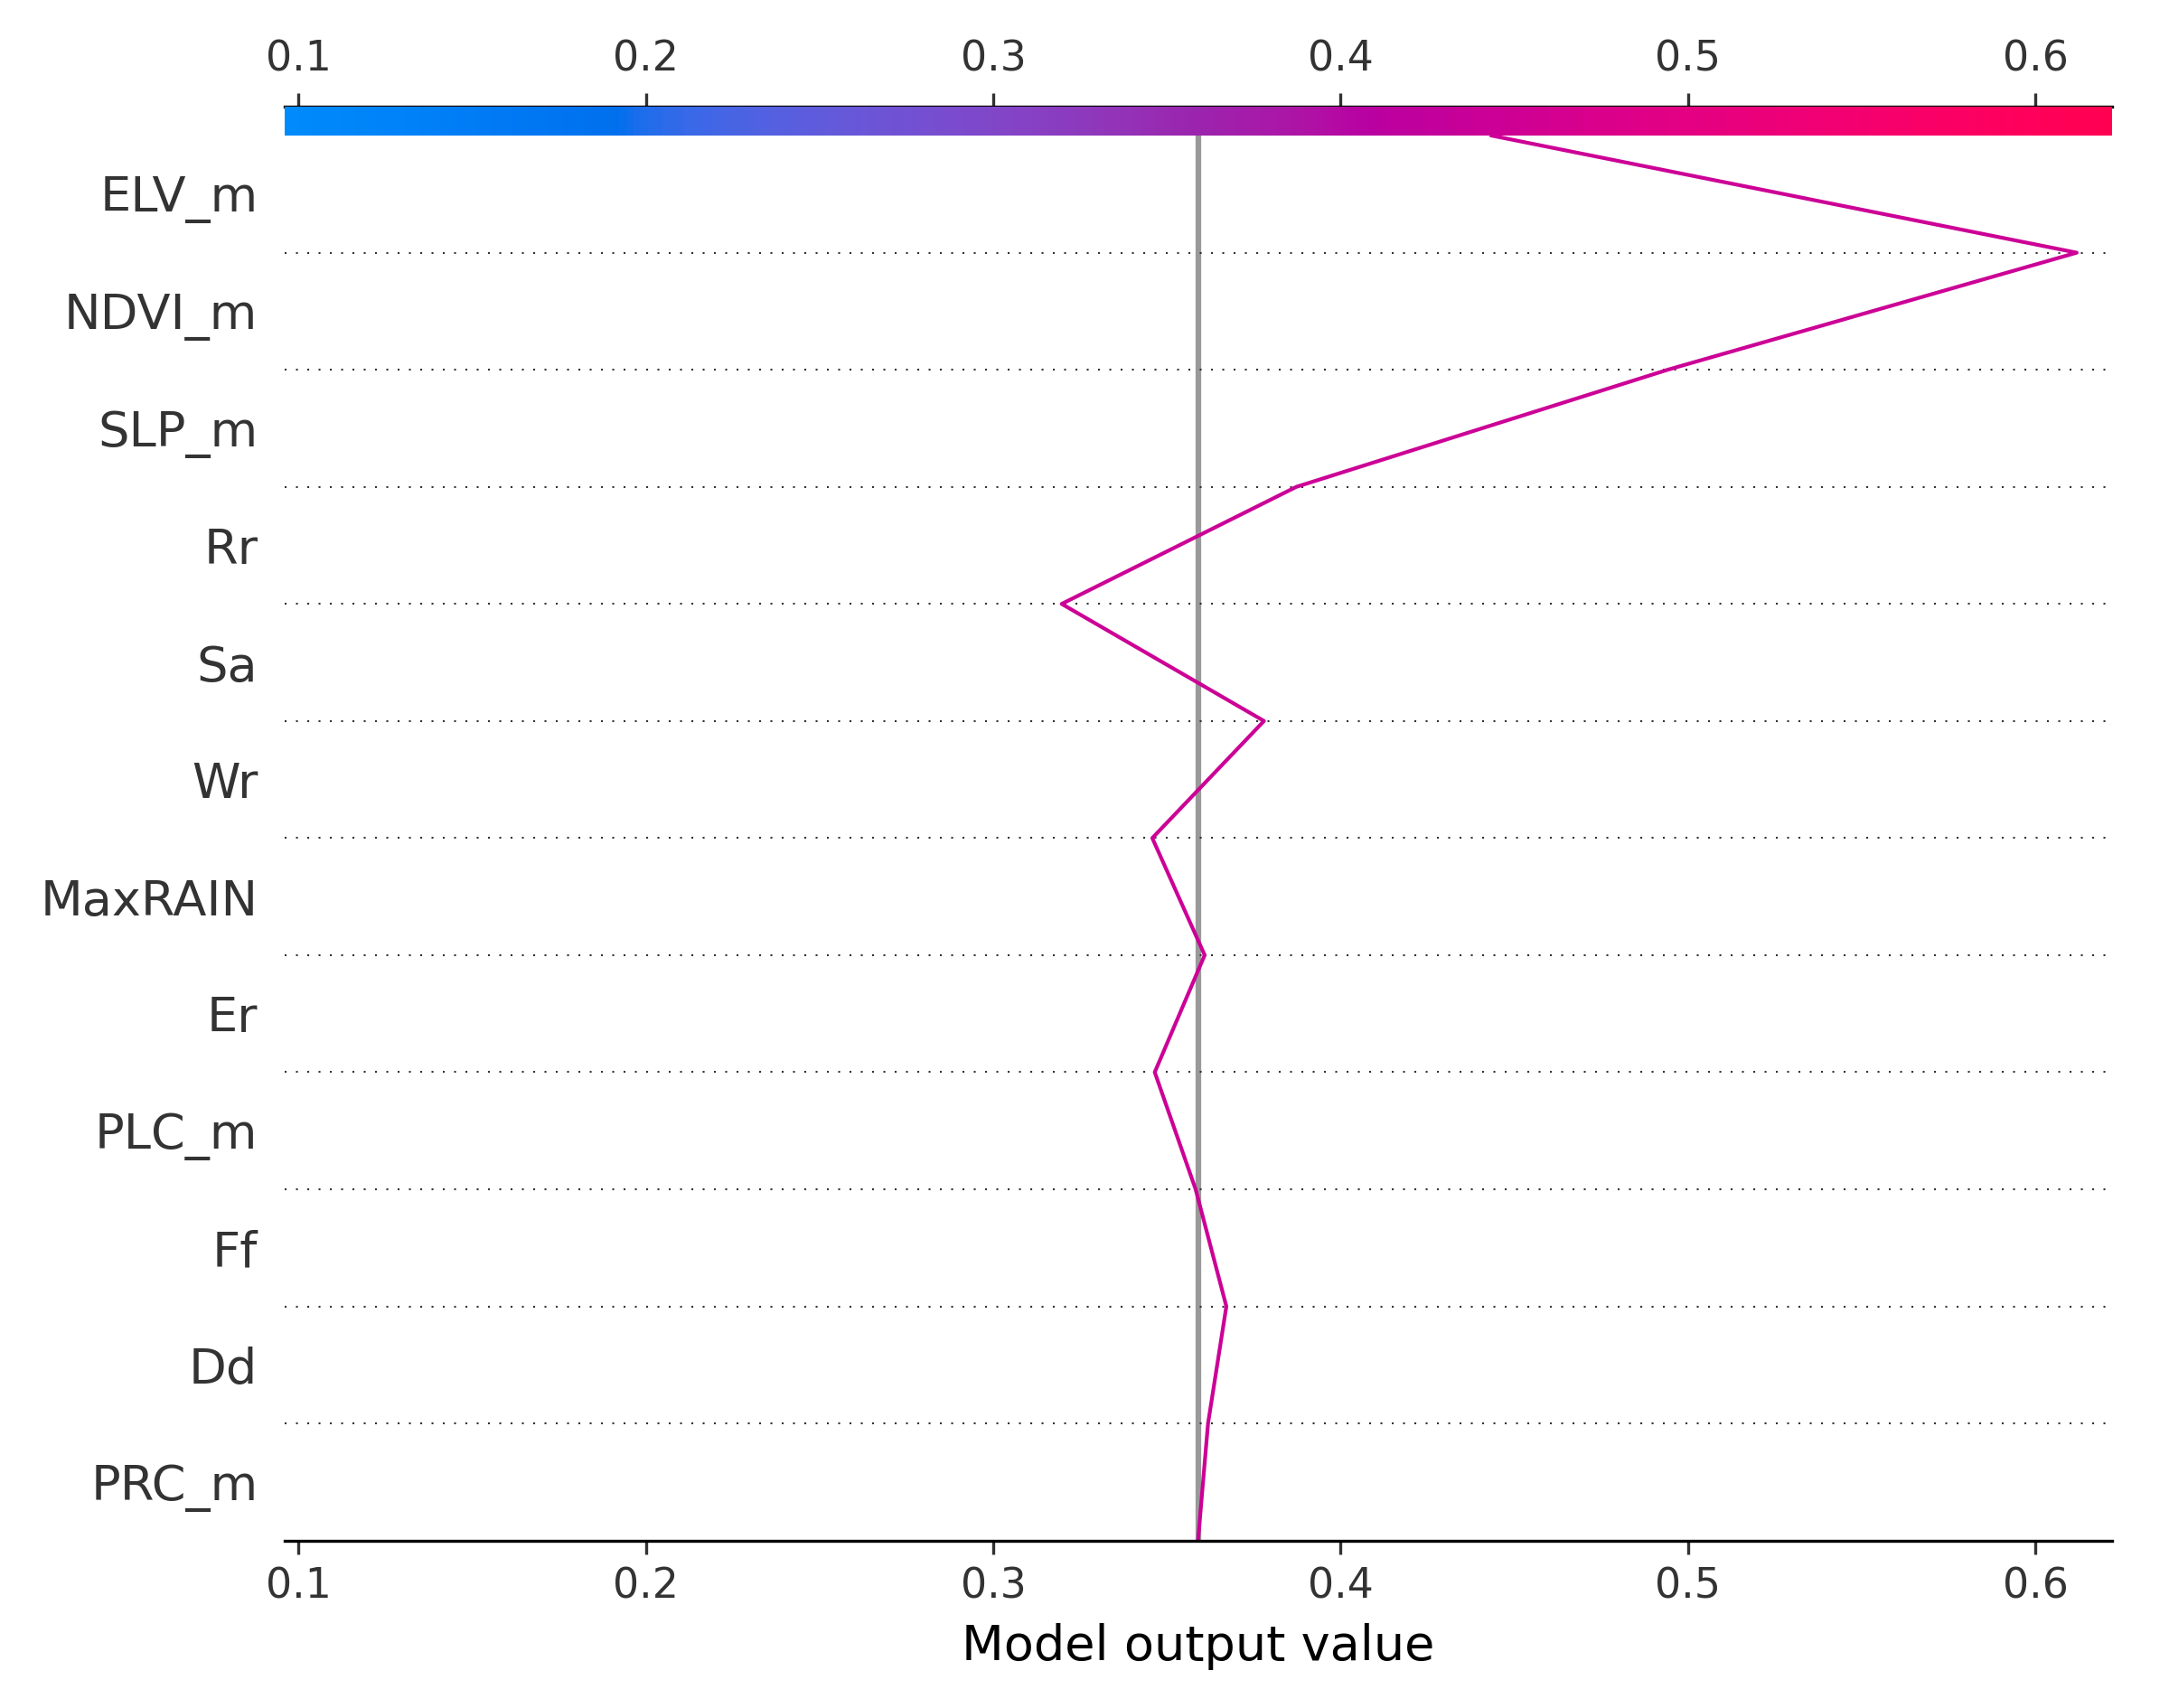 0.1 0.2 0.3 0.4 0.5 0.6
ELV_m
NDVI_m
SLP_m
Rr
Sa
Wr
MaxRAIN
Er
PLC_m
Ff
Dd
PRC_m
0.1 0.2 0.3 0.4 0.5 0.6
Model output value